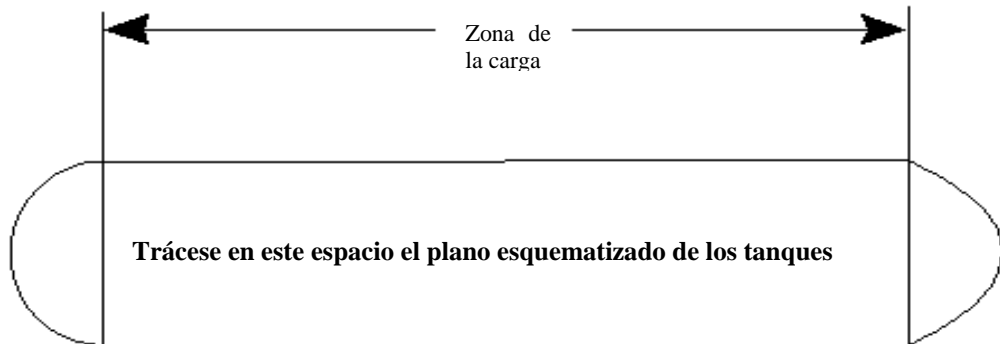 Zona de
la carga
Trácese en este espacio el plano esquematizado de los tanques